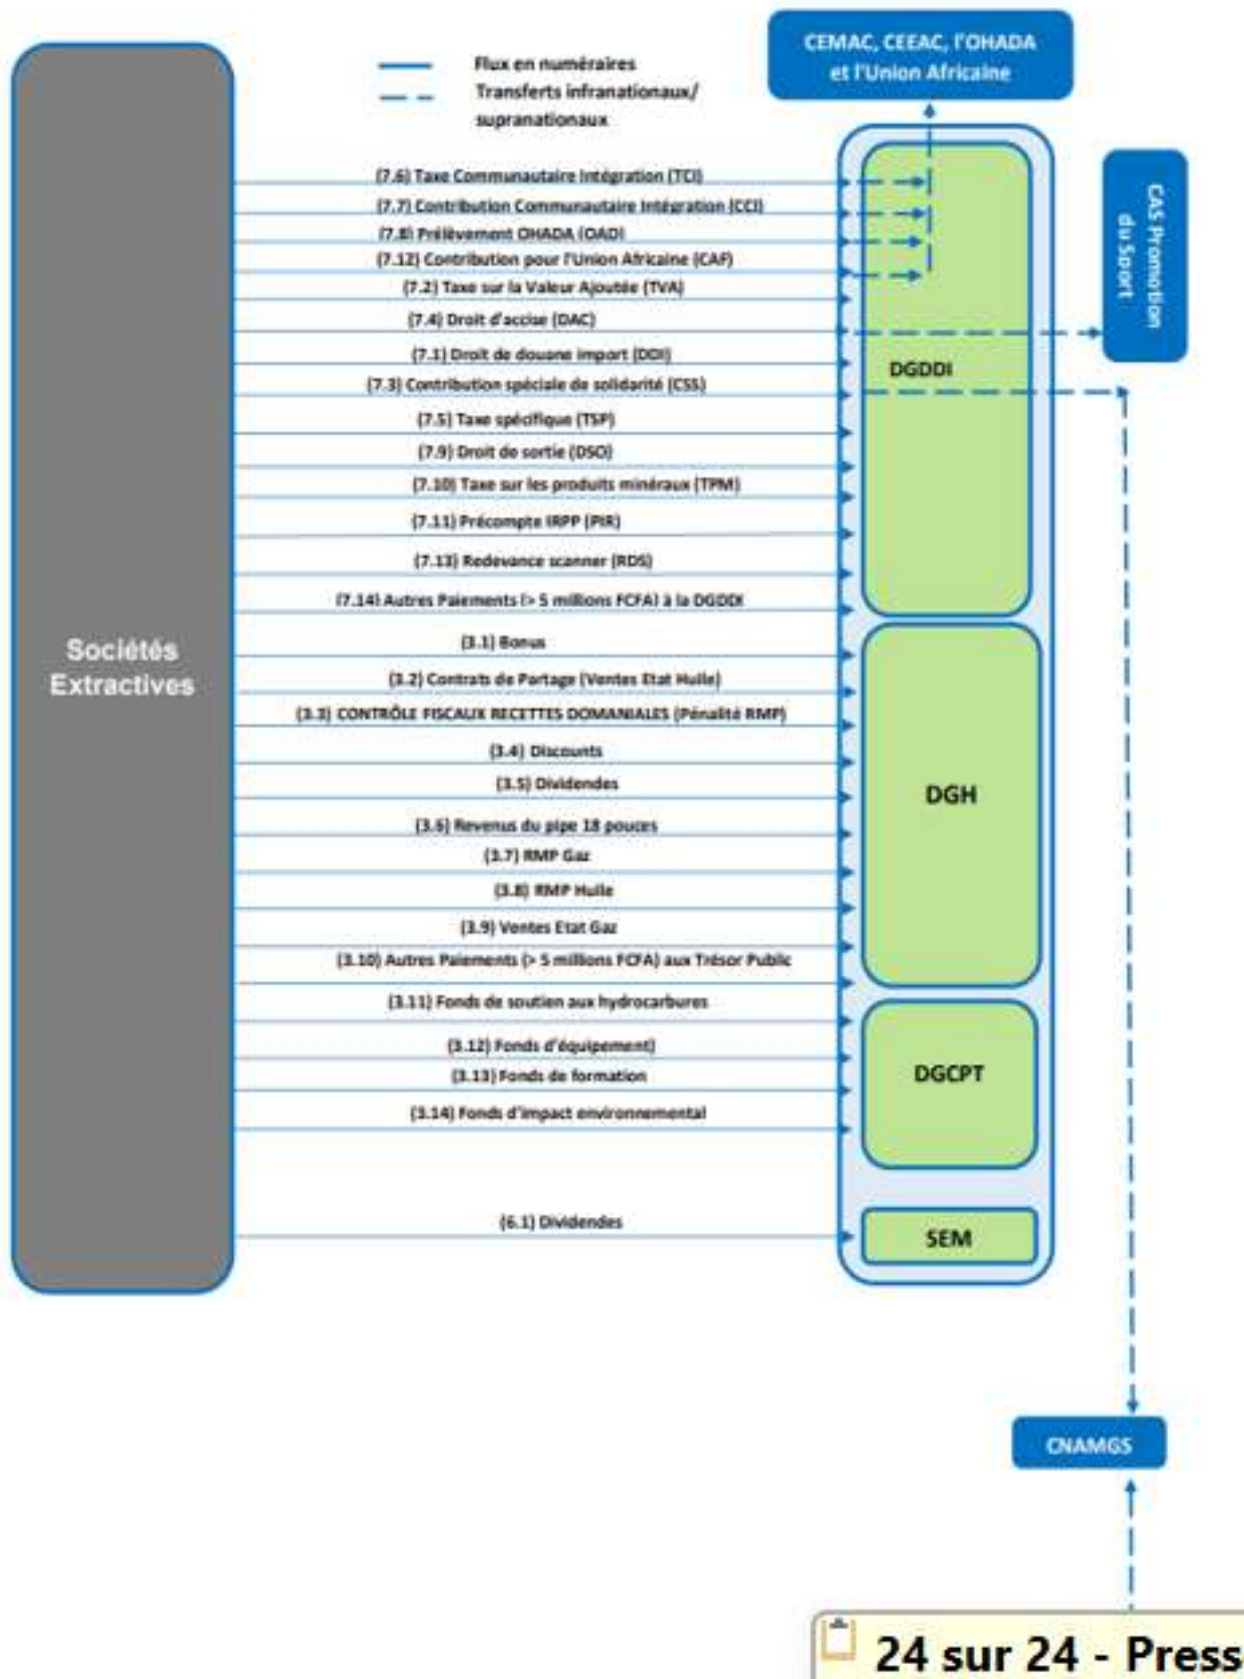 CEMAC, CEEAC, l'OHADA
et l'Union Africaine
Flux en numéraires
Transferts infranationaux/
supranationaux
CAS Promotion
du Sport
(7.6) Taxe Communautaire Intégration (TCI)
(7.7) Contribution Communautaire Intégration (CCI)
(7.8) Prélèvement OHADA (OAD)
(7.12) Contribution pour l'Union Africaine (CAF)
(7.2) Taxe sur la Valeur Ajoutée (TVA)
(7.4) Droit d'accise (DAC)
(7.1) Droit de douane import (DDI)
(7.3) Contribution spéciale de solidarité (CSS)
(7.5) Taxe spécifique (TSP)
(7.9) Droit de sortie (DSO)
(7.10) Taxe sur les produits minéraux (TPM)
(7.11) Précompte IRPP (PIR)
(7.13) Redevance scanner (RDS)
(7.14) Autres Paiements (> 5 millions FCFA) à la DGDDI
DGDDI
Sociétés
Extractives
(3.1) Bonus
(3.2) Contrats de Partage (Ventes Etat Huile)
(3.3) CONTRÔLE FISCAUX RECETTES DOMANIALES (Pénalité RMP)
(3.4) Discounts
(3.5) Dividendes
(3.6) Revenus du pipe 18 pouces
(3.7) RMP Gaz
(3.8) RMP Huile
(3.9) Ventes Etat Gaz
(3.10) Autres Paiements (> 5 millions FCFA) aux Trésor Public
DGH
(3.11) Fonds de soutien aux hydrocarbures
(3.12) Fonds d'équipement)
(3.13) Fonds de formation
(3.14) Fonds d'impact environnemental
DGCPT
(6.1) Dividendes
SEM
CNAMGS
24 sur 24 - Press